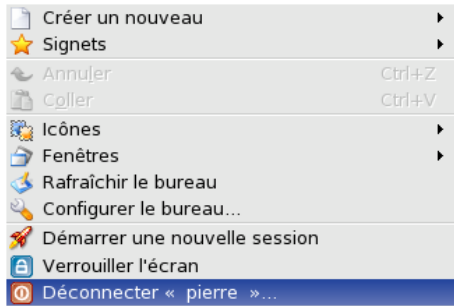 Créer un nouveau
Signets
Annuler Ctrl+Z
Coller Ctrl+V
Icônes
Fenêtres
Rafraîchir le bureau
Configurer le bureau...
Démarrer une nouvelle session
Verrouiller l'écran
Déconnecter « pierre »...